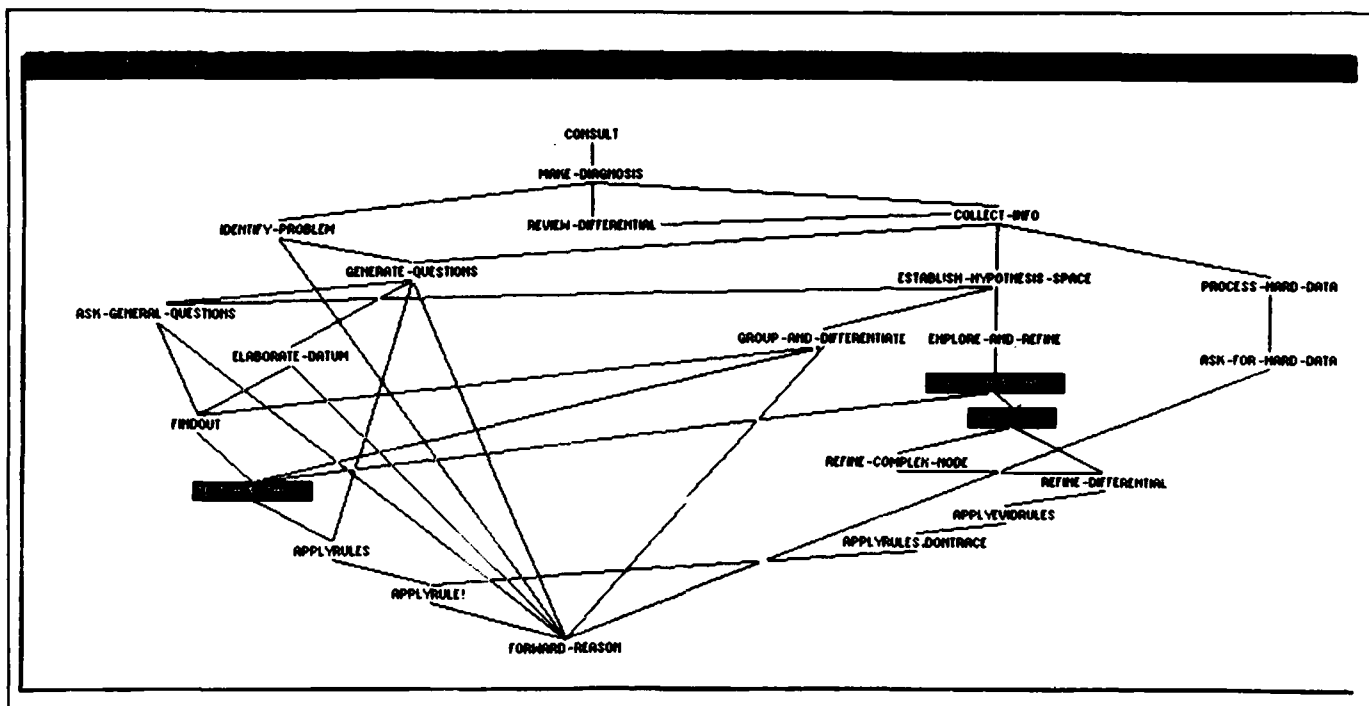 CONSULT
MAKE-DIAGNOSIS
COLLECT-INFO
IDENTIFY-PROBLEM
REVIEW-DIFFERENTIAL
GENERATE-QUESTIONS
ESTABLISH-HYPOTHESIS-SPACE
PROCESS-HARD-DATA
ASK-GENERAL-QUESTIONS
GROUP-AND-DIFFERENTIATE
EXPLORE-AND-REFINE
ELABORATE-DATUM
ASK-FOR-HARD-DATA
FINDOUT
REFINE-COMPLEX-NODE
REFINE-DIFFERENTIAL
APPLYEVIDRULES
APPLYRULES.DONTRACE
APPLYRULES
APPLYRULE!
FORWARD-REASON